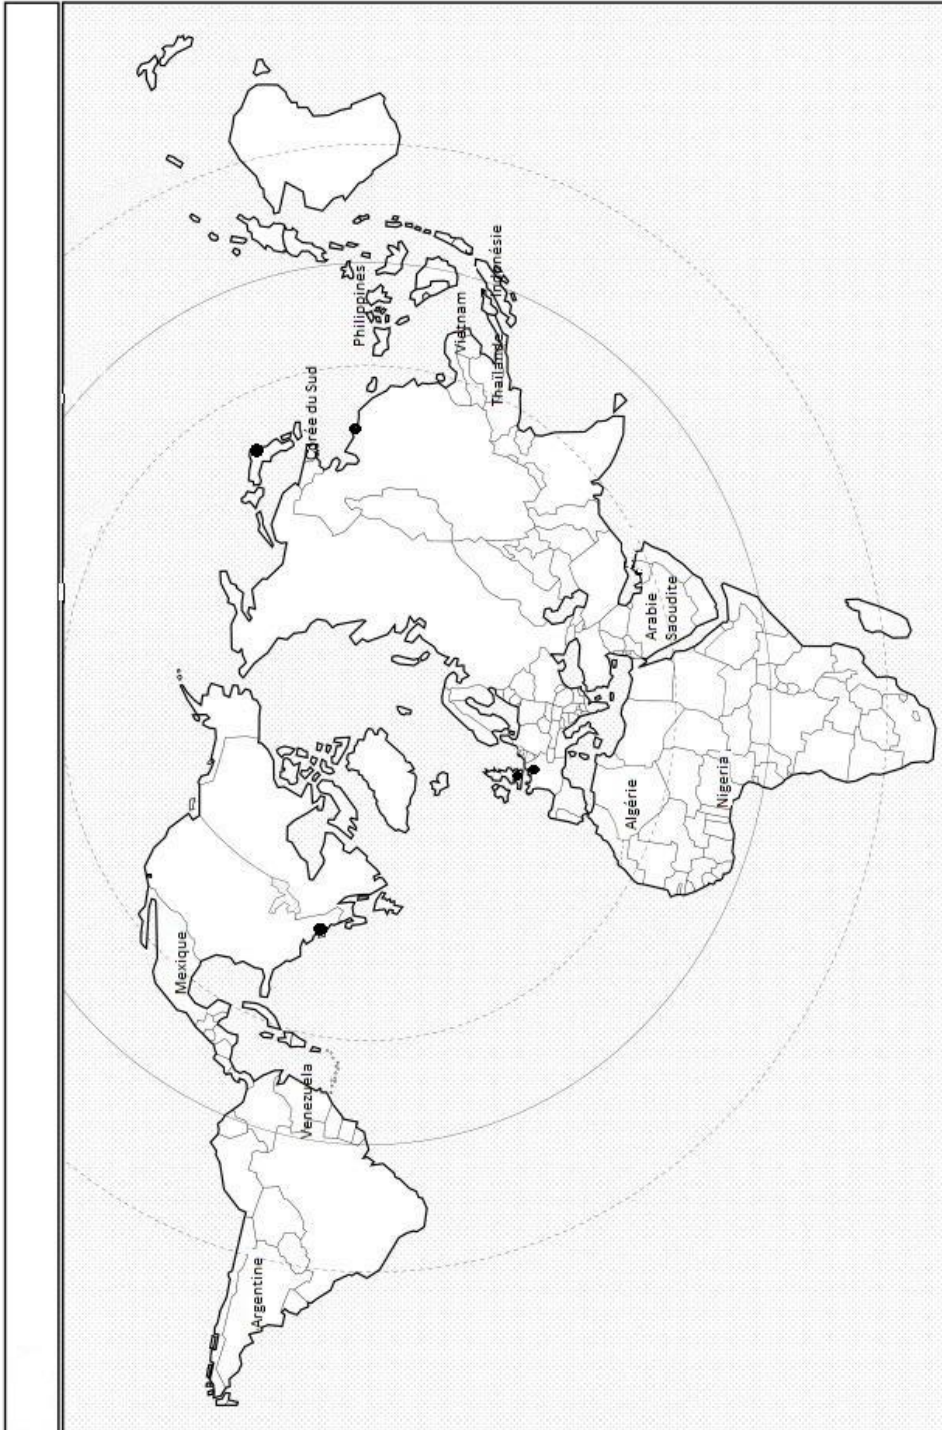 Mexique
Argentine
Venezuela
Corée du Sud
Philippines
Vietnam
Thaïlande
Indonésie
Algérie
Arabie
Saoudite
Nigeria